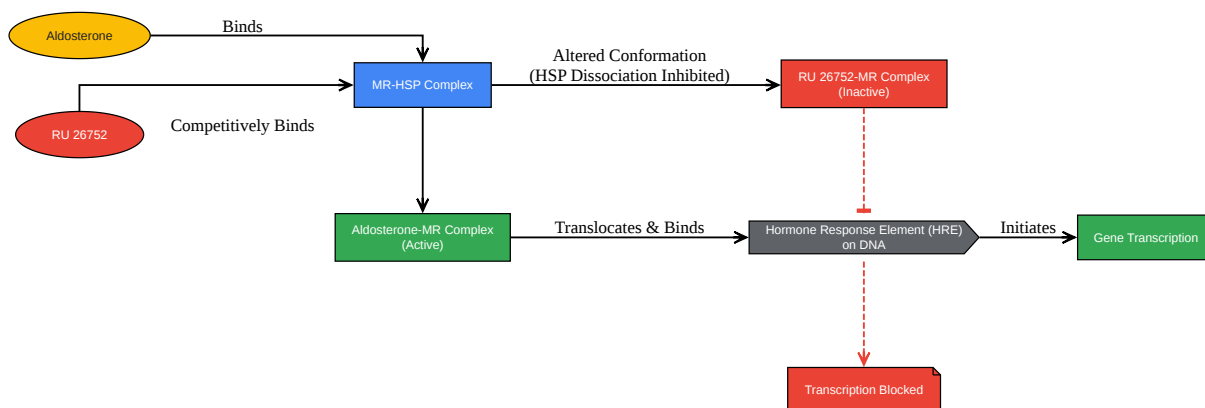 Aldosterone
Binds
MR-HSP Complex
Altered Conformation
(HSP Dissociation Inhibited)
RU 26752-MR Complex
(Inactive)
RU 26752
Competitively Binds
Aldosterone-MR Complex
(Active)
Translocates & Binds
Hormone Response Element (HRE)
on DNA
Initiates
Gene Transcription
Transcription Blocked